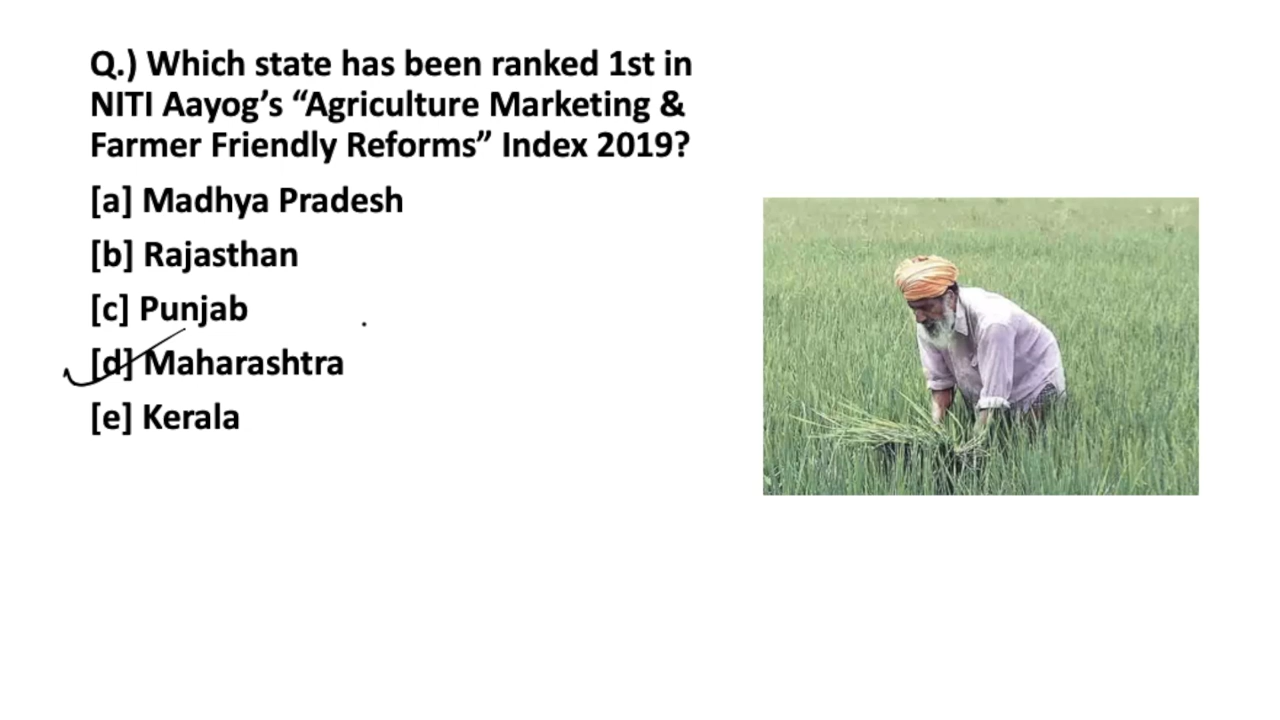 Q.) Which state has been ranked 1st in
NITI Aayog’s “Agriculture Marketing &
Farmer Friendly Reforms” Index 2019?
[a] Madhya Pradesh
[b] Rajasthan
[c] Punjab
[d] Maharashtra
[e] Kerala